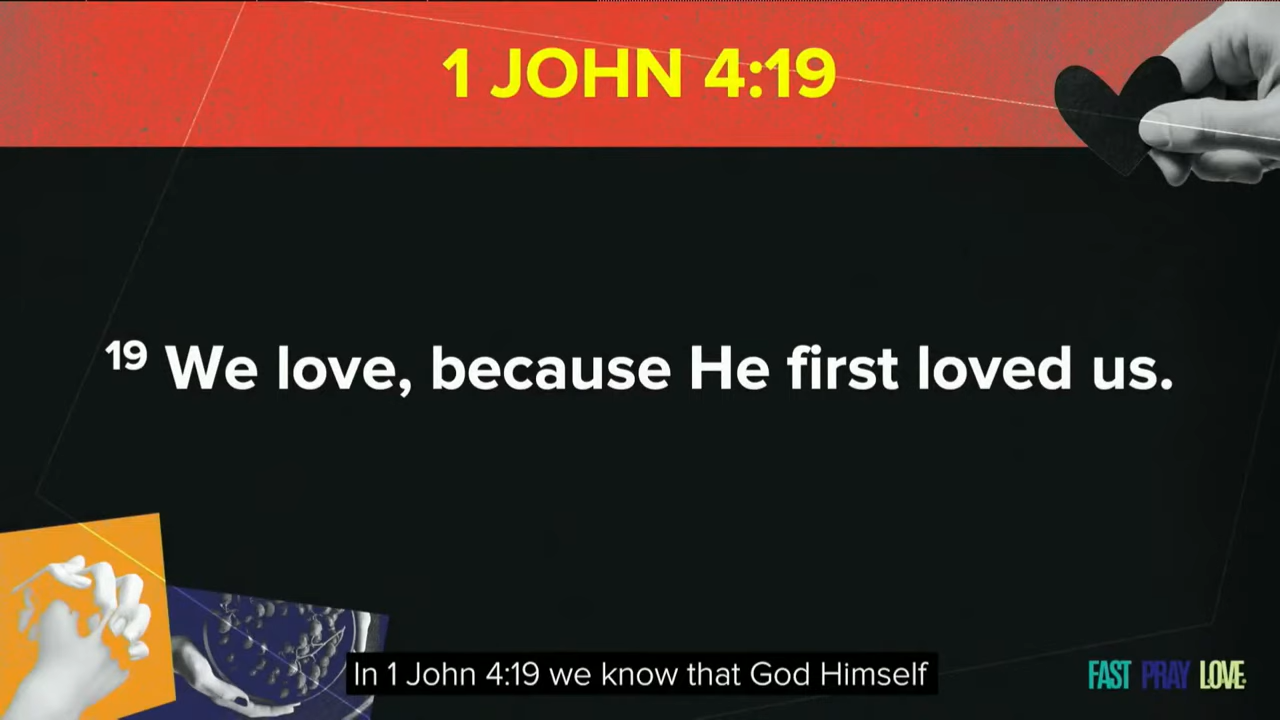 1 JOHN 4:19
19 We love, because He first loved us.
In 1 John 4:19 we know that God Himself
FAST PRAY LOVE